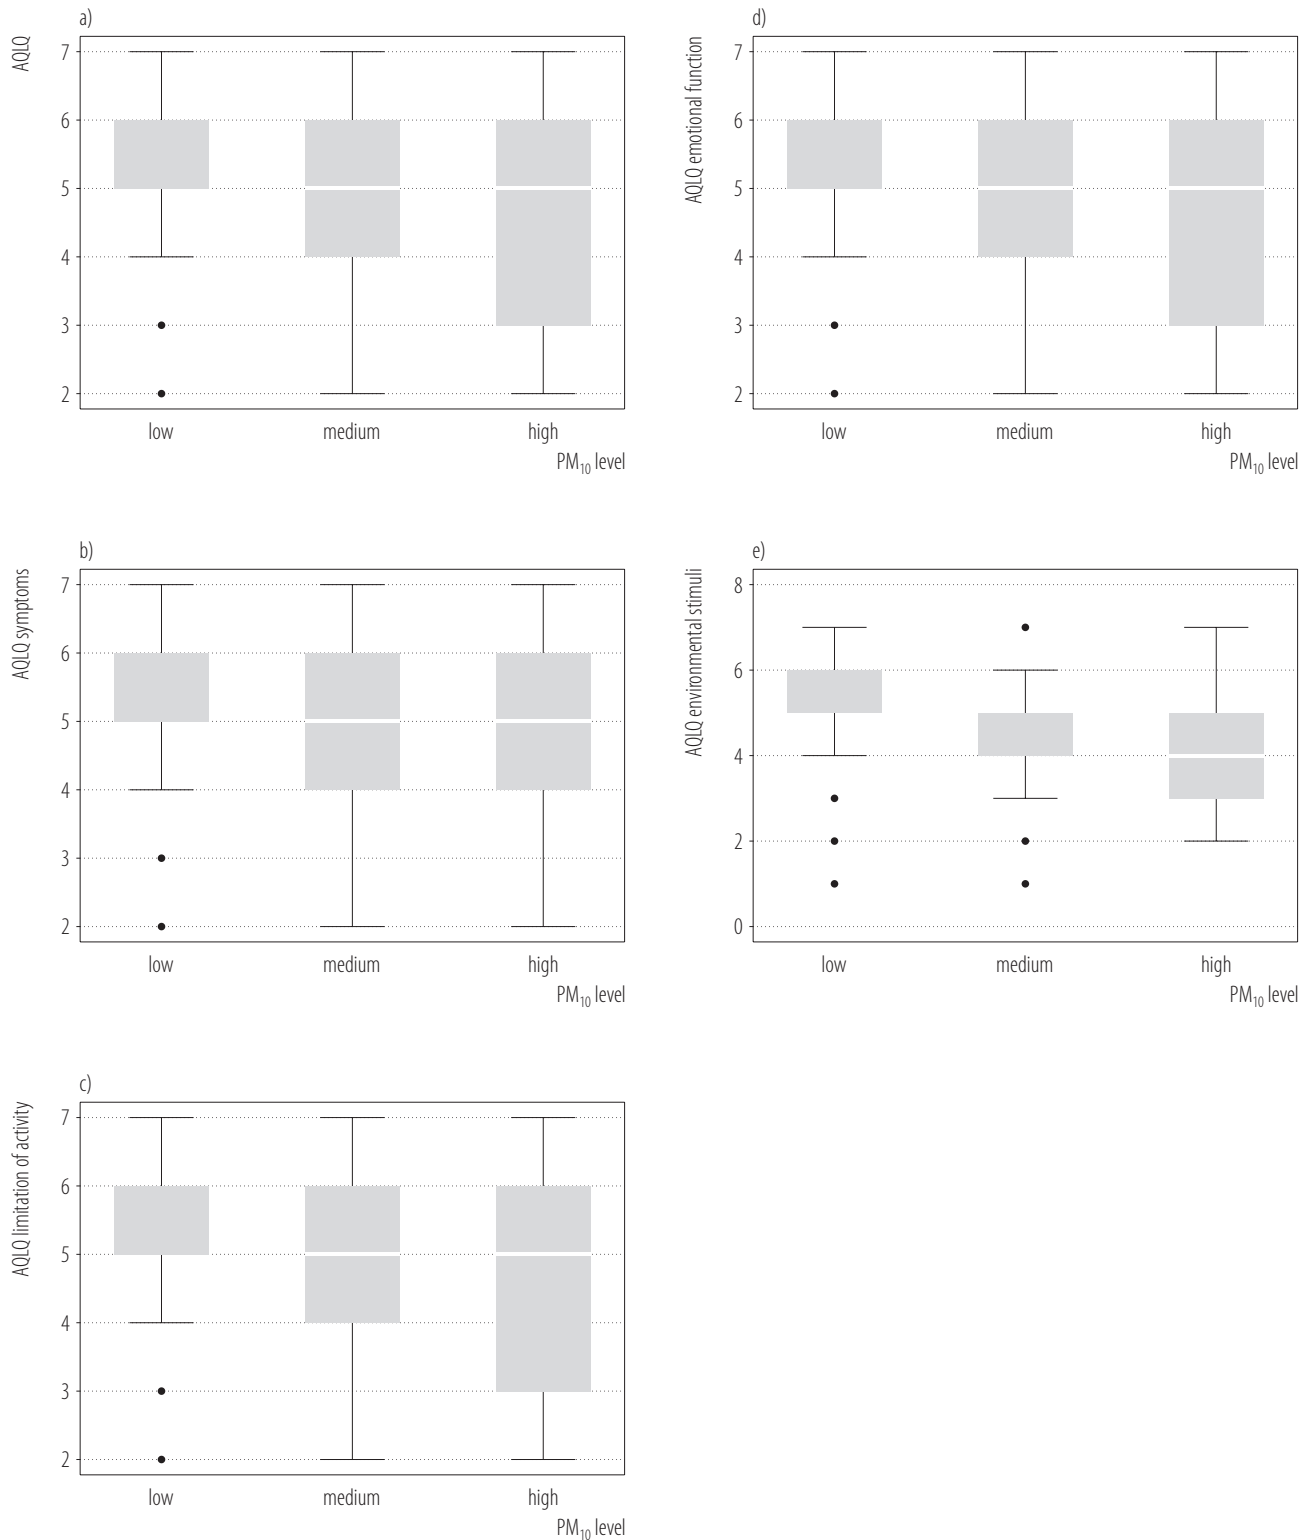 a)
AQLQ
7
6
5
4
3
2
low medium high
PM10 level
b)
AQLQ symptoms
7
6
5
4
3
2
low medium high
PM10 level
c)
AQLQ limitation of activity
7
6
5
4
3
2
low medium high
PM10 level
d)
AQLQ emotional function
7
6
5
4
3
2
low medium high
PM10 level
e)
AQLQ environmental stimuli
8
6
4
2
0
low medium high
PM10 level